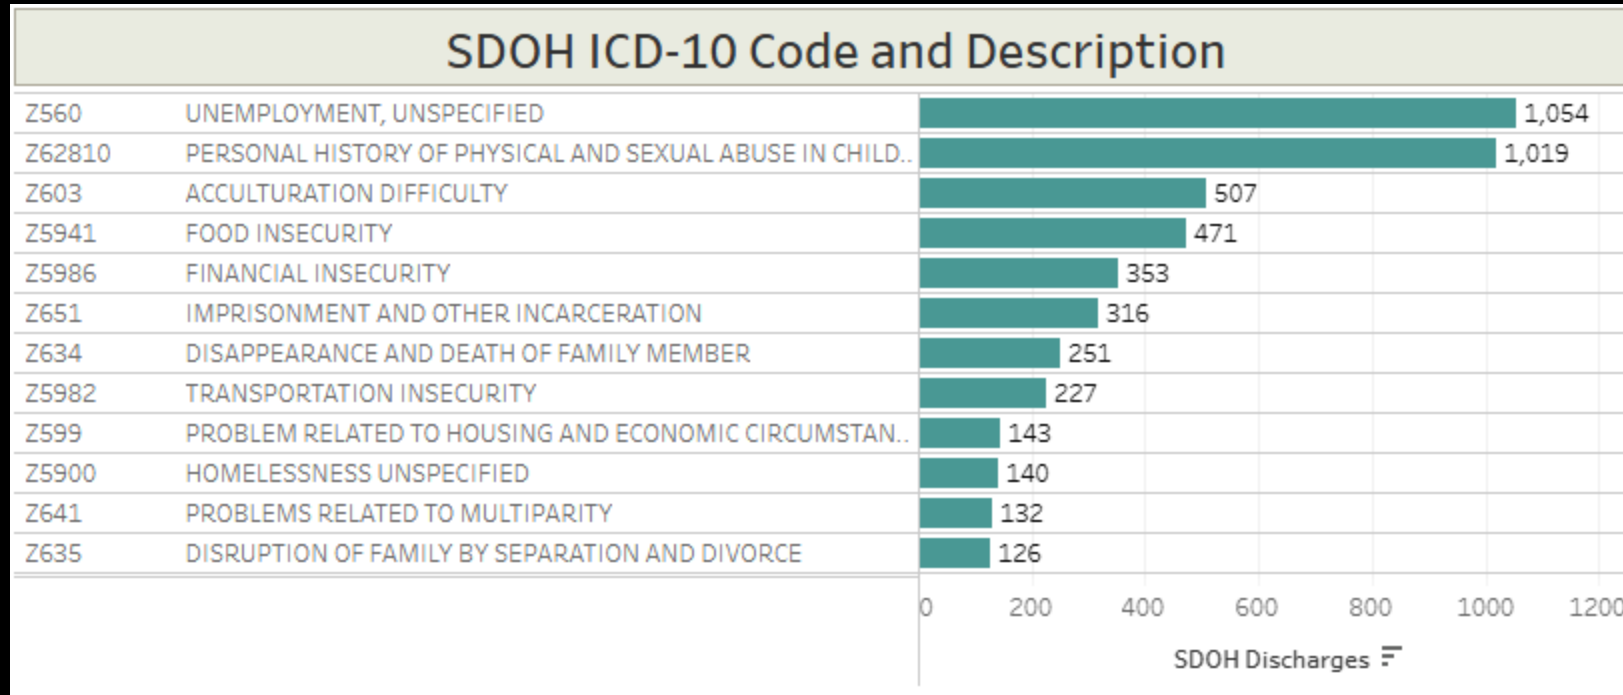 SDOH ICD-10 Code and Description
Z560 UNEMPLOYMENT, UNSPECIFIED 1,054
Z62810 PERSONAL HISTORY OF PHYSICAL AND SEXUAL ABUSE IN CHILD.. 1,019
Z603 ACCULTURATION DIFFICULTY 507
Z5941 FOOD INSECURITY 471
Z5986 FINANCIAL INSECURITY 353
Z651 IMPRISONMENT AND OTHER INCARCERATION 316
Z634 DISAPPEARANCE AND DEATH OF FAMILY MEMBER 251
Z5982 TRANSPORTATION INSECURITY 227
Z599 PROBLEM RELATED TO HOUSING AND ECONOMIC CIRCUMSTAN.. 143
Z5900 HOMELESSNESS UNSPECIFIED 140
Z641 PROBLEMS RELATED TO MULTIPARITY 132
Z635 DISRUPTION OF FAMILY BY SEPARATION AND DIVORCE 126
0 200 400 600 800 1000 1200
SDOH Discharges